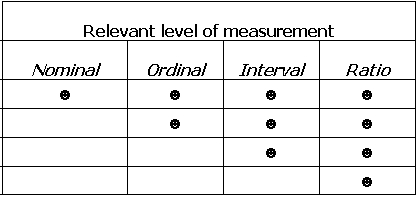 Relevant level of measurement
Nominal Ordinal Interval Ratio
☻ ☻ ☻ ☻
☻ ☻ ☻
☻ ☻
☻